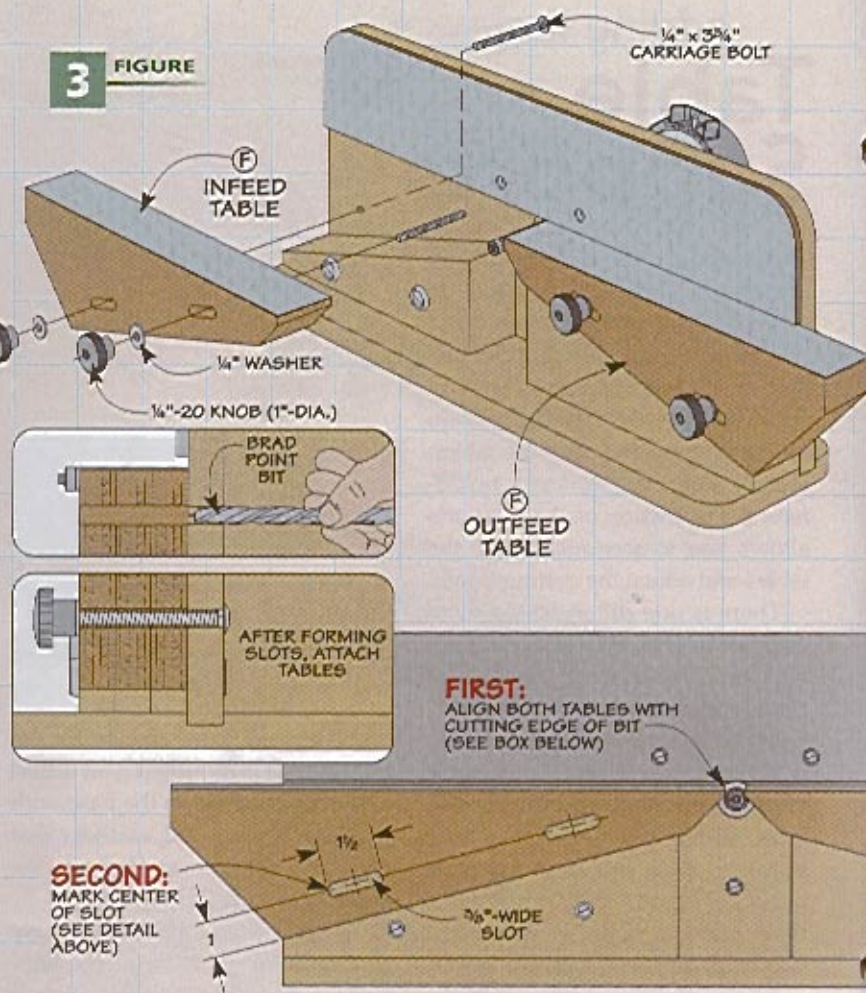 3 FIGURE
¼" x 3¾"
CARRIAGE BOLT
F
INFEED
TABLE
¼" WASHER
¼"-20 KNOB (1"-DIA.)
BRAD
POINT
BIT
F
OUTFEED
TABLE
AFTER FORMING
SLOTS, ATTACH
TABLES
FIRST:
ALIGN BOTH TABLES WITH
CUTTING EDGE OF BIT
(SEE BOX BELOW)
1½
SECOND:
MARK CENTER
OF SLOT
(SEE DETAIL
ABOVE)
1
⅜"-WIDE
SLOT